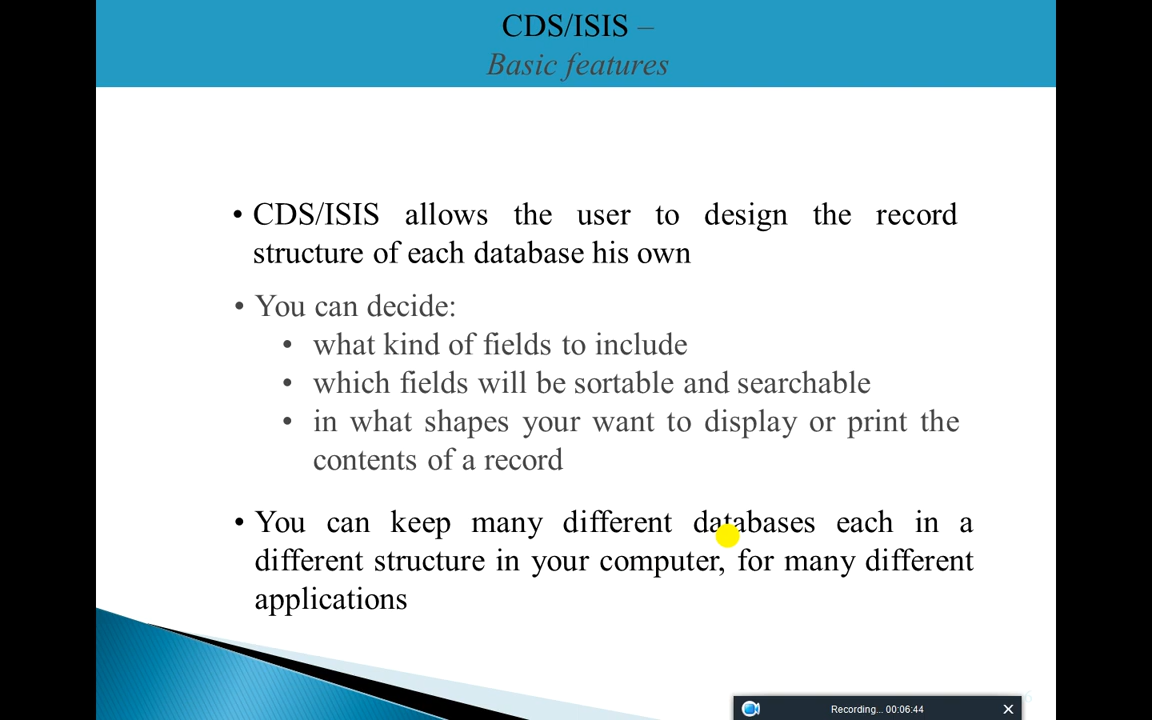 CDS/ISIS –
Basic features
• CDS/ISIS allows the user to design the record
structure of each database his own
• You can decide:
• what kind of fields to include
• which fields will be sortable and searchable
• in what shapes your want to display or print the
contents of a record
• You can keep many different databases each in a
different structure in your computer, for many different
applications
Recording... 00:06:44